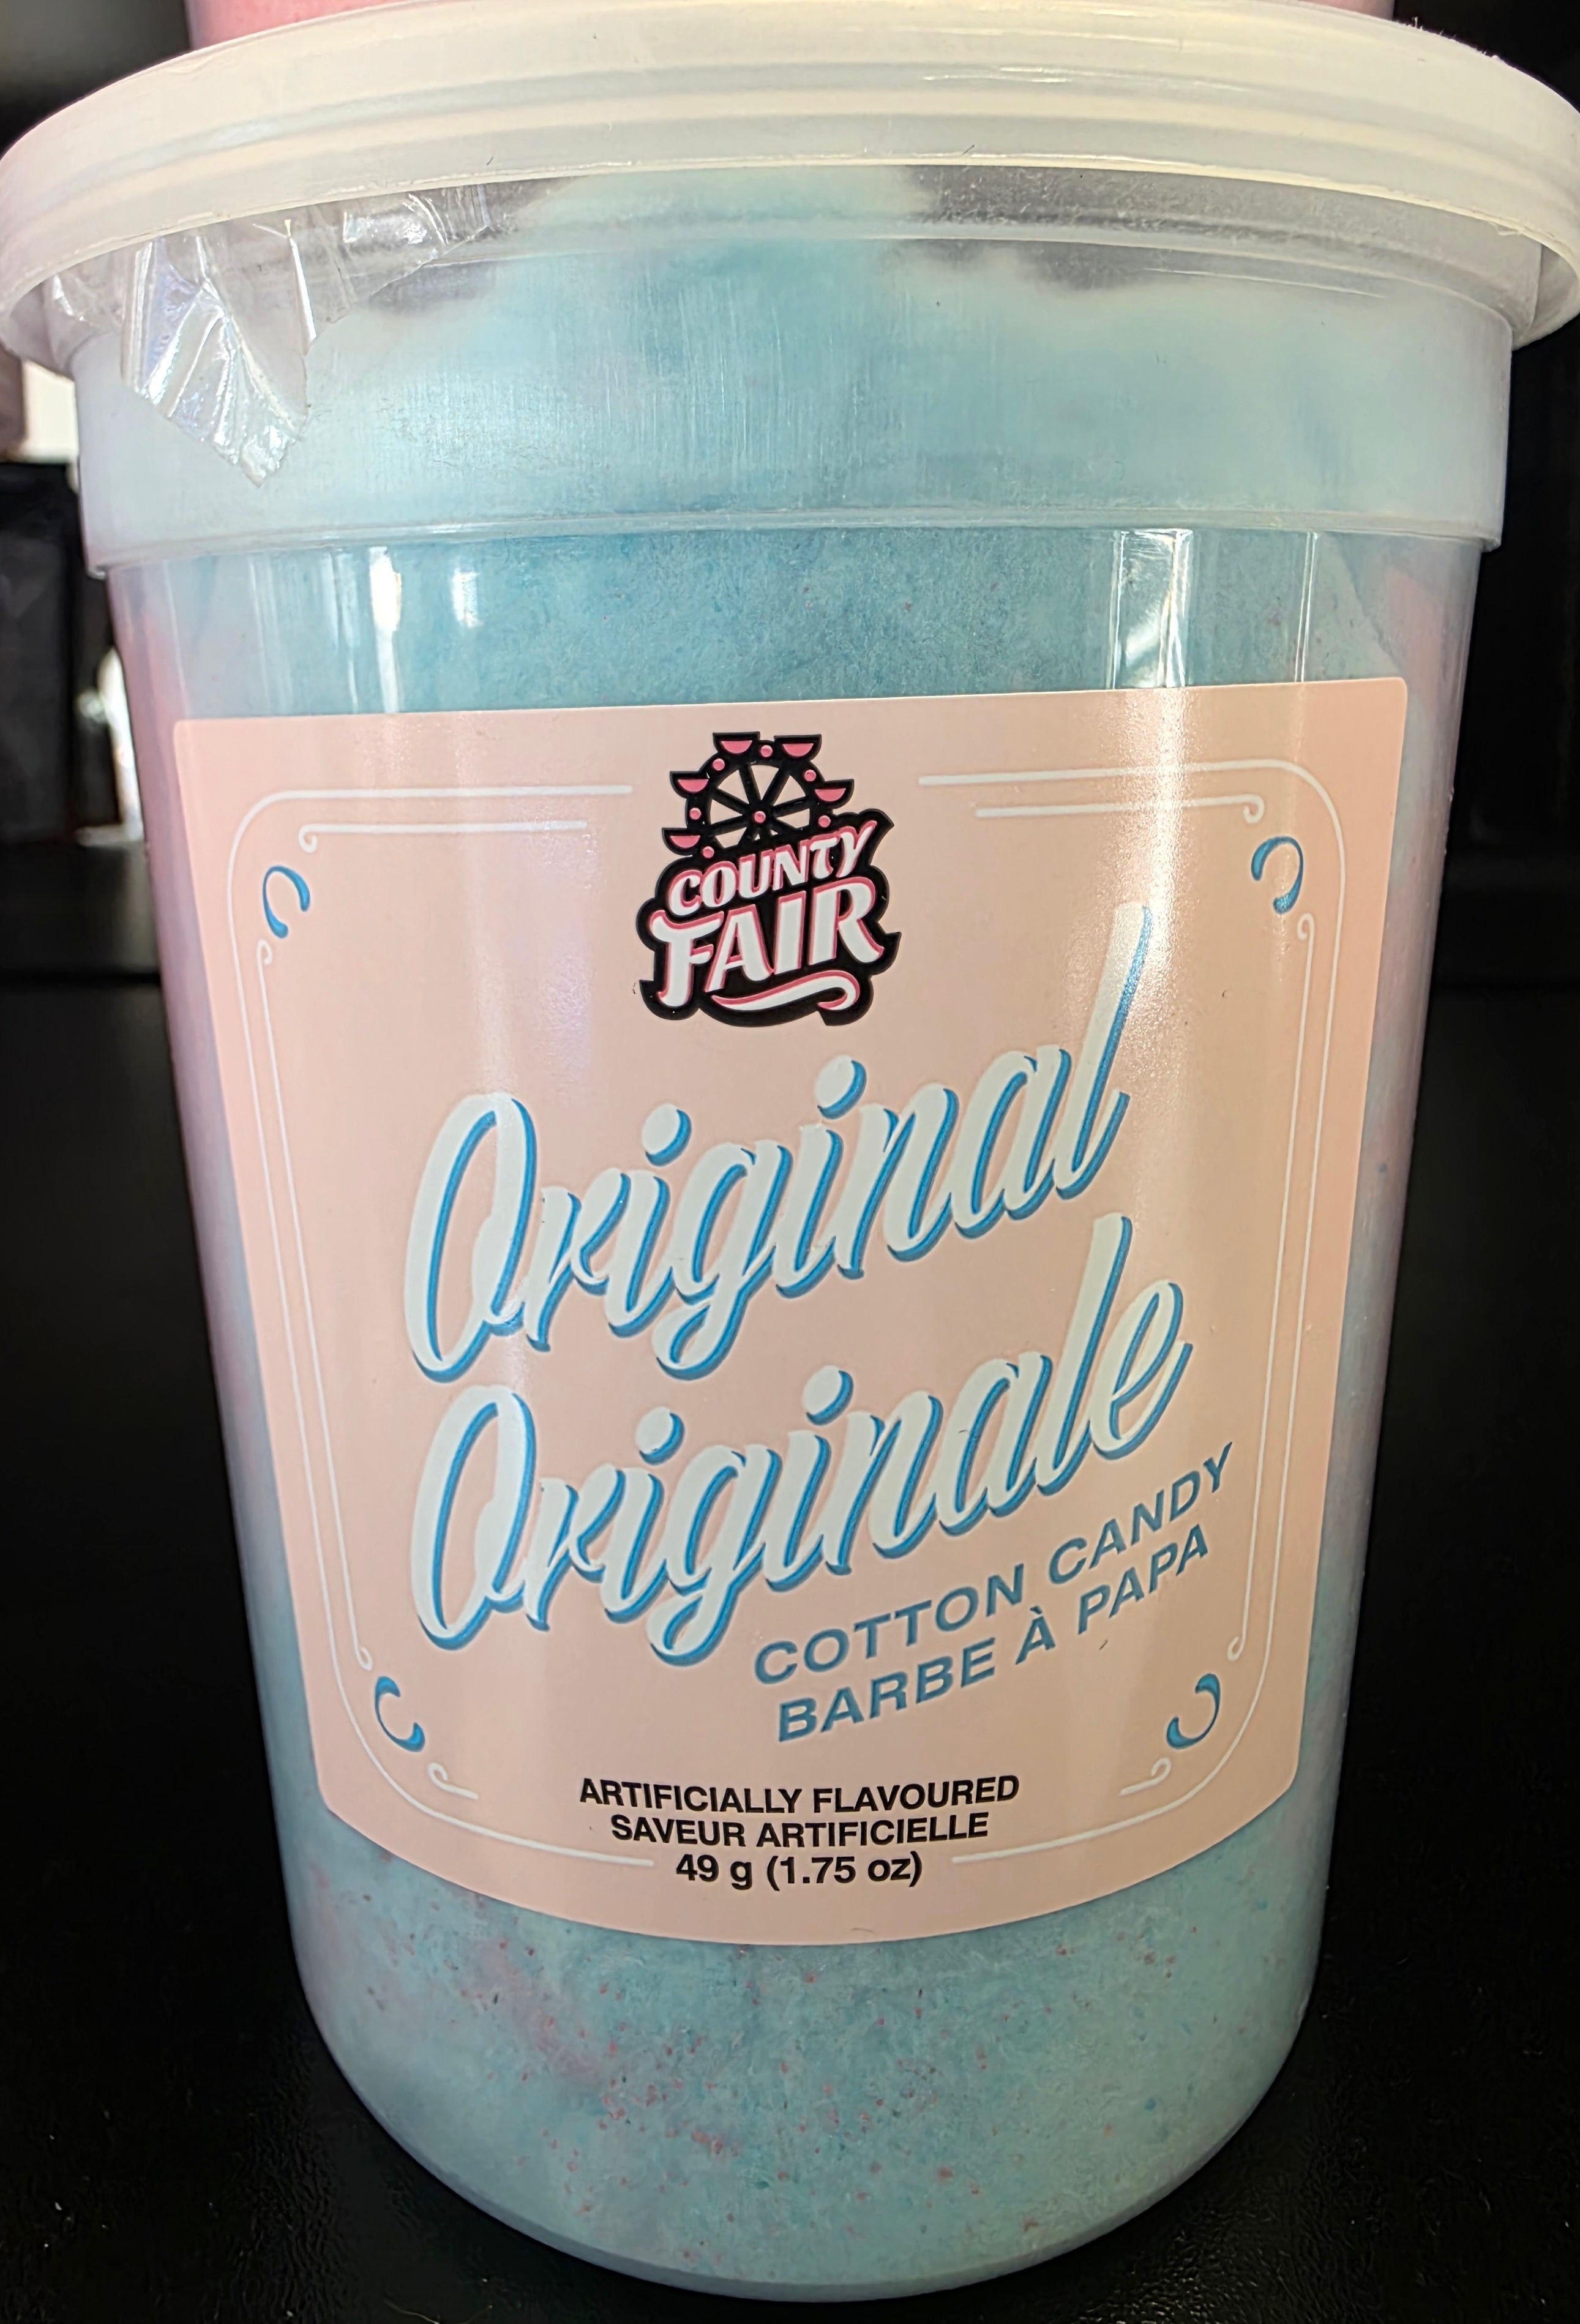 COUNTY
FAIR
Original
Originale
COTTON CANDY
BARBE À PAPA
ARTIFICIALLY FLAVOURED
SAVEUR ARTIFICIELLE
49 g (1.75 oz)